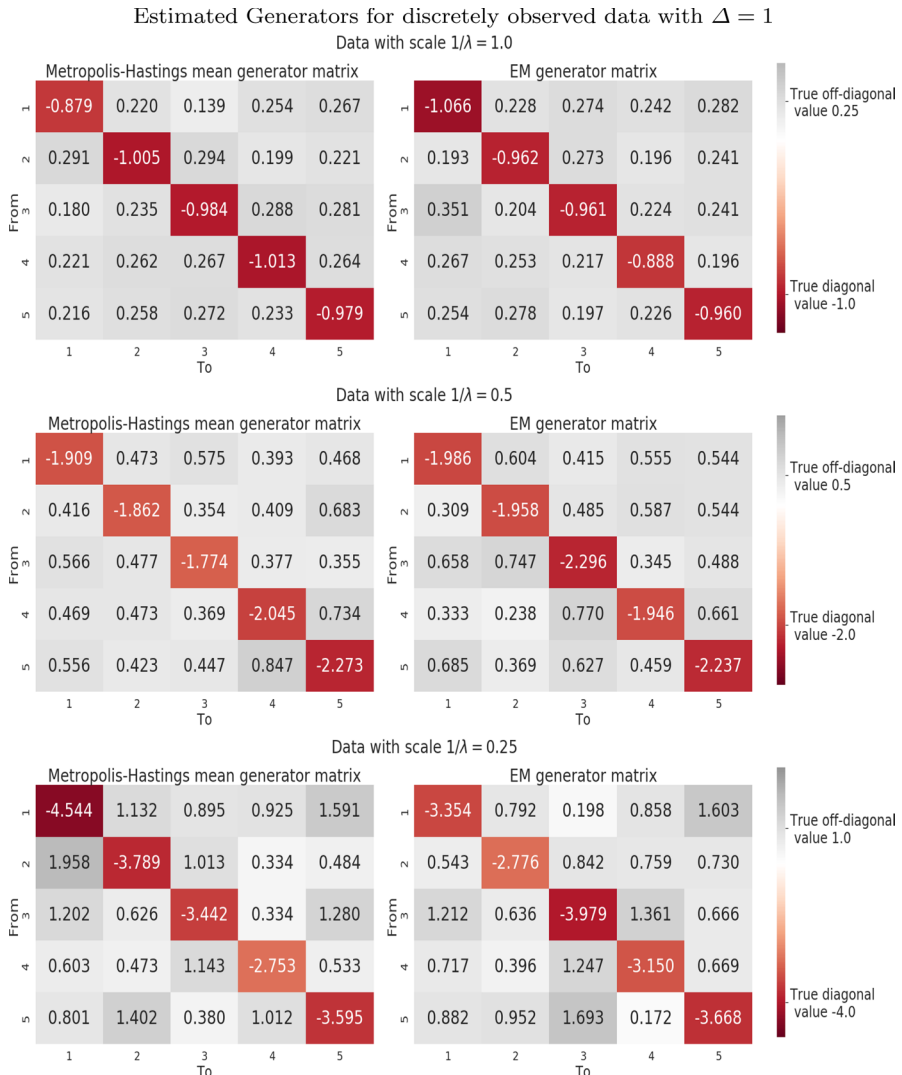 Estimated Generators for discretely observed data with Δ = 1
Data with scale 1/λ = 1.0
Metropolis-Hastings mean generator matrix
-0.879 0.220 0.139 0.254 0.267
0.291 -1.005 0.294 0.199 0.221
0.180 0.235 -0.984 0.288 0.281
0.221 0.262 0.267 -1.013 0.264
0.216 0.258 0.272 0.233 -0.979
1
2
3
4
5
From
1 2 3 4 5
To
EM generator matrix
-1.066 0.228 0.274 0.242 0.282
0.193 -0.962 0.273 0.196 0.241
0.351 0.204 -0.961 0.224 0.241
0.267 0.253 0.217 -0.888 0.196
0.254 0.278 0.197 0.226 -0.960
1
2
3
4
5
From
1 2 3 4 5
To
True off-diagonal
value 0.25
True diagonal
value -1.0
Data with scale 1/λ = 0.5
Metropolis-Hastings mean generator matrix
-1.909 0.473 0.575 0.393 0.468
0.416 -1.862 0.354 0.409 0.683
0.566 0.477 -1.774 0.377 0.355
0.469 0.473 0.369 -2.045 0.734
0.556 0.423 0.447 0.847 -2.273
1
2
3
4
5
From
1 2 3 4 5
To
EM generator matrix
-1.986 0.604 0.415 0.555 0.544
0.309 -1.958 0.485 0.587 0.544
0.658 0.747 -2.296 0.345 0.488
0.333 0.238 0.770 -1.946 0.661
0.685 0.369 0.627 0.459 -2.237
1
2
3
4
5
From
1 2 3 4 5
To
True off-diagonal
value 0.5
True diagonal
value -2.0
Data with scale 1/λ = 0.25
Metropolis-Hastings mean generator matrix
-4.544 1.132 0.895 0.925 1.591
1.958 -3.789 1.013 0.334 0.484
1.202 0.626 -3.442 0.334 1.280
0.603 0.473 1.143 -2.753 0.533
0.801 1.402 0.380 1.012 -3.595
1
2
3
4
5
From
1 2 3 4 5
To
EM generator matrix
-3.354 0.792 0.198 0.858 1.603
0.543 -2.776 0.842 0.759 0.730
1.212 0.636 -3.979 1.361 0.666
0.717 0.396 1.247 -3.150 0.669
0.882 0.952 1.693 0.172 -3.668
1
2
3
4
5
From
1 2 3 4 5
To
True off-diagonal
value 1.0
True diagonal
value -4.0